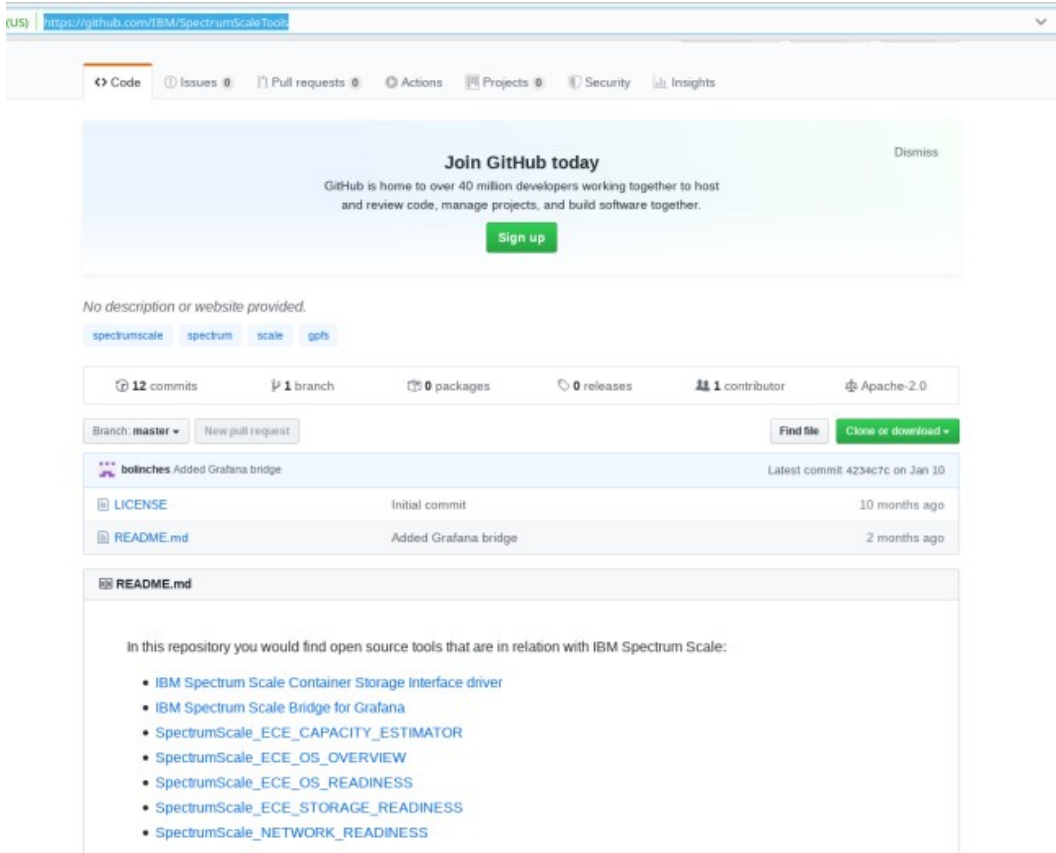 (US) https://github.com/IBM/SpectrumScaleTools
Code Issues 0 Pull requests 0 Actions Projects 0 Security Insights
Dismiss
Join GitHub today
GitHub is home to over 40 million developers working together to host
and review code, manage projects, and build software together.
Sign up
No description or website provided.
spectrumscale spectrum scale gpfs
12 commits 1 branch 0 packages 0 releases 1 contributor Apache-2.0
Branch: master New pull request Find file Clone or download
bolinches Added Grafana bridge Latest commit 4234c7c on Jan 10
LICENSE Initial commit 10 months ago
README.md Added Grafana bridge 2 months ago
README.md
In this repository you would find open source tools that are in relation with IBM Spectrum Scale:
• IBM Spectrum Scale Container Storage Interface driver
• IBM Spectrum Scale Bridge for Grafana
• SpectrumScale_ECE_CAPACITY_ESTIMATOR
• SpectrumScale_ECE_OS_OVERVIEW
• SpectrumScale_ECE_OS_READINESS
• SpectrumScale_ECE_STORAGE_READINESS
• SpectrumScale_NETWORK_READINESS